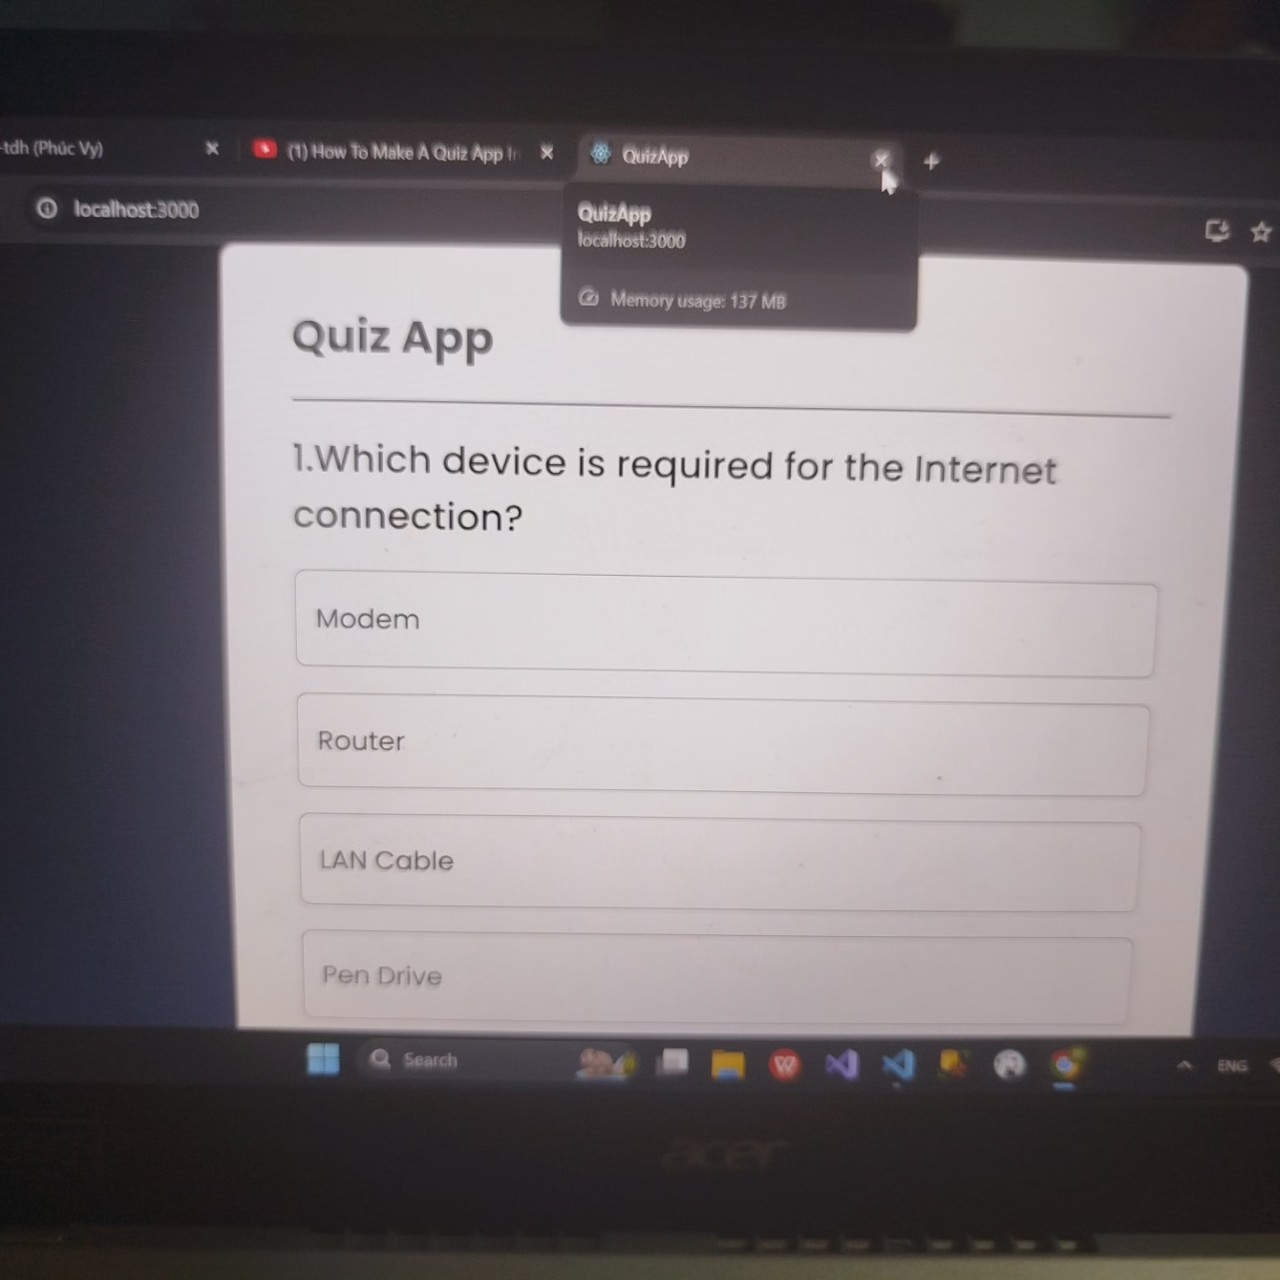 -tdh (Phúc Vy)
(1) How To Make A Quiz App In
QuizApp
localhost:3000
QuizApp
localhost:3000
Memory usage: 137 MB
Quiz App
1.Which device is required for the Internet
connection?
Modem
Router
LAN Cable
Pen Drive
Search
ENG
acer